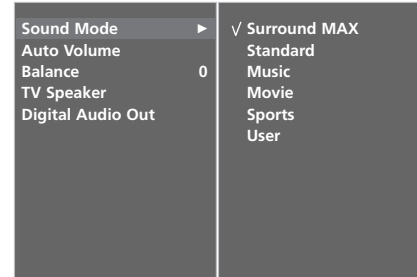 Sound Mode ►
Auto Volume
Balance 0
TV Speaker
Digital Audio Out
√ Surround MAX
Standard
Music
Movie
Sports
User